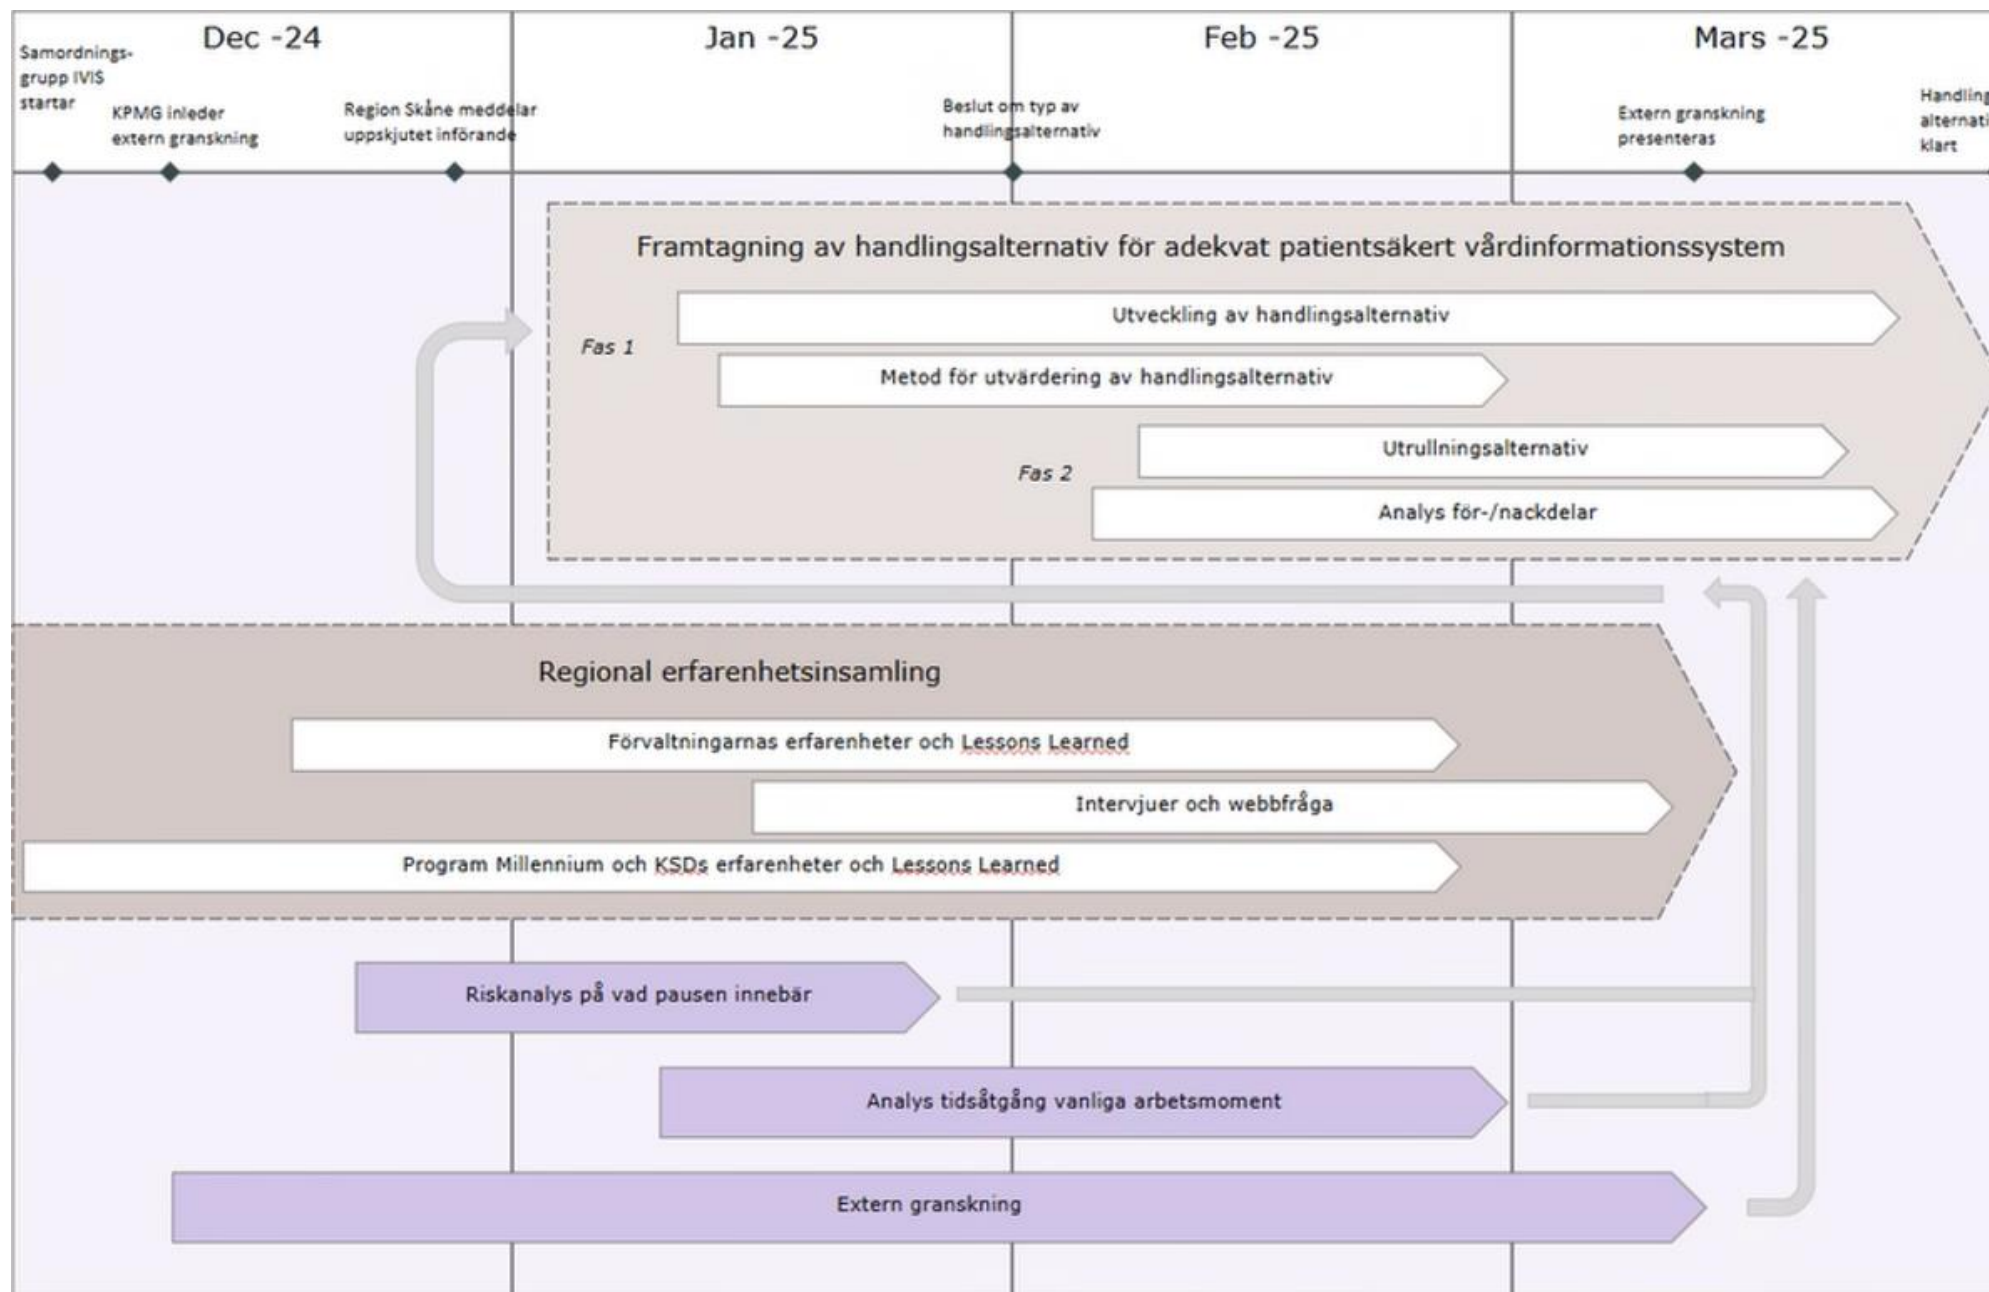 Dec -24
Jan -25
Feb -25
Mars -25
Samordnings-
grupp IVIS
startar
KPMG inleder
extern granskning
Region Skåne meddelar
uppskjutet införande
Beslut om typ av
handlingsalternativ
Extern granskning
presenteras
Handling
alternati
klart
Framtagning av handlingsalternativ för adekvat patientsäkert vårdinformationssystem
Fas 1
Utveckling av handlingsalternativ
Metod för utvärdering av handlingsalternativ
Fas 2
Utrullningsalternativ
Analys för-/nackdelar
Regional erfarenhetsinsamling
Förvaltningarnas erfarenheter och Lessons Learned
Intervjuer och webbfråga
Program Millennium och KSDs erfarenheter och Lessons Learned
Riskanalys på vad pausen innebär
Analys tidsåtgång vanliga arbetsmoment
Extern granskning